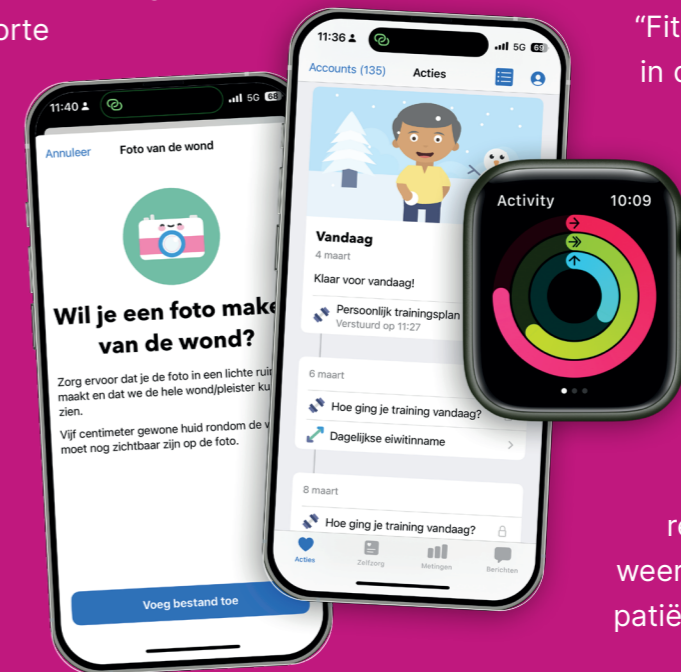 orte
"Fit
in d
11:40
5G 68
Annuleer
Foto van de wond
Wil je een foto make
van de wond?
Zorg ervoor dat je de foto in een lichte rui
maakt en dat we de hele wond/pleister ku
zien.
Vijf centimeter gewone huid rondom de w
moet nog zichtbaar zijn op de foto.
Voeg bestand toe
11:36
5G 69
Accounts (135)
Acties
Vandaag
4 maart
Klaar voor vandaag!
Persoonlijk trainingsplan
Verstuurd op 11:27
6 maart
Hoe ging je training vandaag?
Dagelijkse eiwitinname
8 maart
Hoe ging je training vandaag?
Acties
Zelfzorg
Metingen
Berichten
Activity
10:09
re
weer
patië